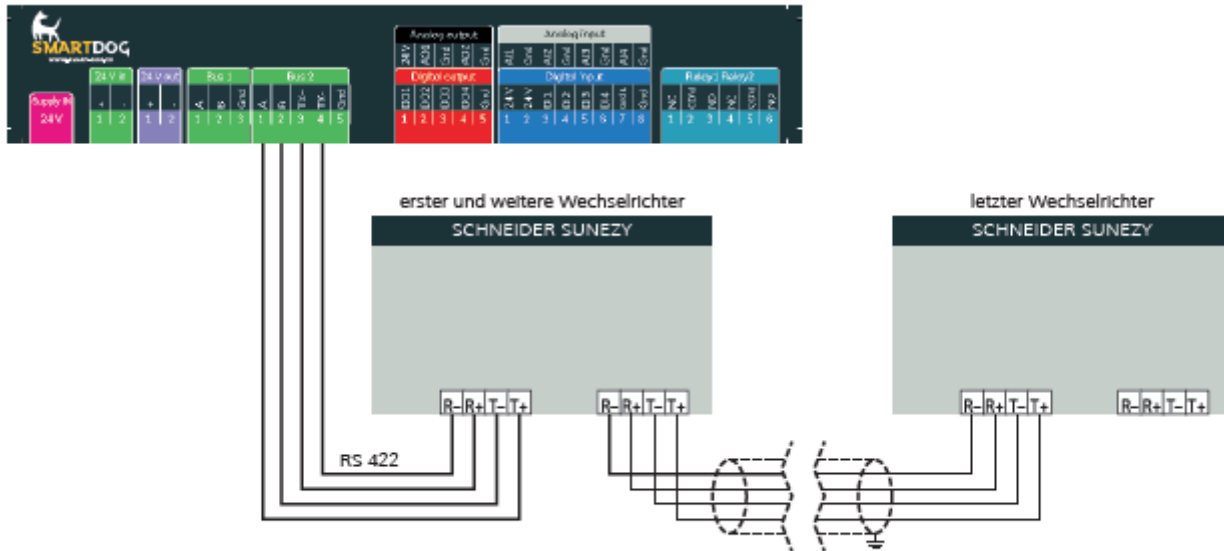 SMARTDOG
Analog output
Analog input
24V AO1 Gnd AO2 Gnd
AI1 Gnd AI2 Gnd AI3 Gnd AI4 Gnd
24 V in
24 V out
Bus 1
Bus 2
Digital output
Digital input
Relay1 Relay2
Supply IN
24V
+ -
+ -
A B Gnd
A B TX+ TX- Gnd
DO1 DO2 DO3 DO4 Gnd
24V 24V DI1 DI2 DI3 DI4
NC COM NO NC COM NO
1 2
1 2
1 2 3
1 2 3 4 5
1 2 3 4 5
1 2 3 4 5 6 7 8
1 2 3 4 5 6
erster und weitere Wechselrichter
letzter Wechselrichter
SCHNEIDER SUNEZY
SCHNEIDER SUNEZY
R- R+ T- T+
R- R+ T- T+
R- R+ T- T+
R- R+ T- T+
RS 422